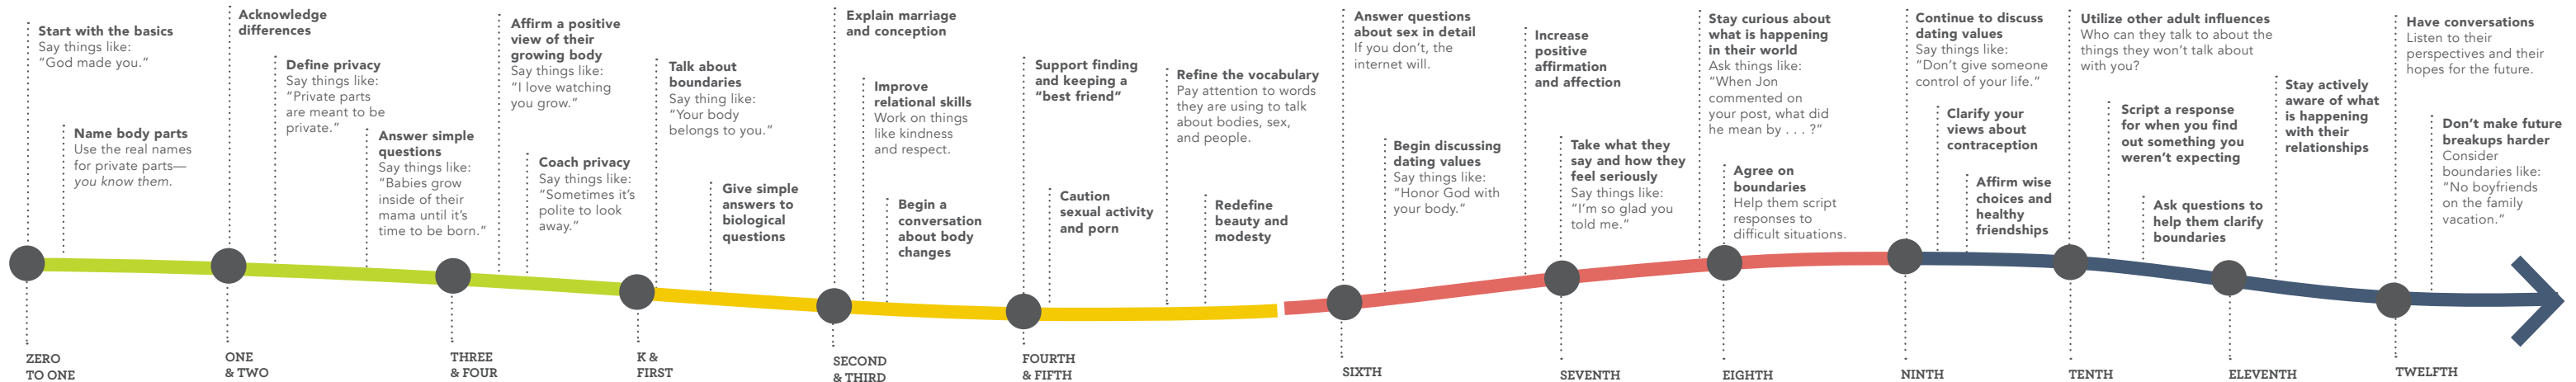 Start with the basics
Say things like:
“God made you.”
Name body parts
Use the real names
for private parts—
you know them.
Acknowledge
differences
Define privacy
Say things like:
“Private parts
are meant to be
private.”
Answer simple
questions
Say things like:
“Babies grow
inside of their
mama until it’s
time to be born.”
Affirm a positive
view of their
growing body
Say things like:
“I love watching
you grow.”
Coach privacy
Say things like:
“Sometimes it’s
polite to look
away.”
Talk about
boundaries
Say thing like:
“Your body
belongs to you.”
Give simple
answers to
biological
questions
Explain marriage
and conception
Improve
relational skills
Work on things
like kindness
and respect.
Begin a
conversation
about body
changes
Support finding
and keeping a
“best friend”
Caution
sexual activity
and porn
Refine the vocabulary
Pay attention to words
they are using to talk
about bodies, sex,
and people.
Redefine
beauty and
modesty
Answer questions
about sex in detail
If you don’t, the
internet will.
Begin discussing
dating values
Say things like:
“Honor God with
your body.”
Increase
positive
affirmation
and affection
Take what they
say and how they
feel seriously
Say things like:
“I’m so glad you
told me.”
Stay curious about
what is happening
in their world
Ask things like:
“When Jon
commented on
your post, what did
he mean by . . . ?”
Agree on
boundaries
Help them script
responses to
difficult situations.
Continue to discuss
dating values
Say things like:
“Don’t give someone
control of your life.”
Clarify your
views about
contraception
Affirm wise
choices and
healthy
friendships
Utilize other adult influences
Who can they talk to about the
things they won’t talk about
with you?
Script a response
for when you find
out something you
weren’t expecting
Ask questions to
help them clarify
boundaries
Stay actively
aware of what
is happening
with their
relationships
Have conversations
Listen to their
perspectives and their
hopes for the future.
Don’t make future
breakups harder
Consider
boundaries like:
“No boyfriends
on the family
vacation.”
ZERO
TO ONE
ONE
& TWO
THREE
& FOUR
K &
FIRST
SECOND
& THIRD
FOURTH
& FIFTH
SIXTH
SEVENTH
EIGHTH
NINTH
TENTH
ELEVENTH
TWELFTH